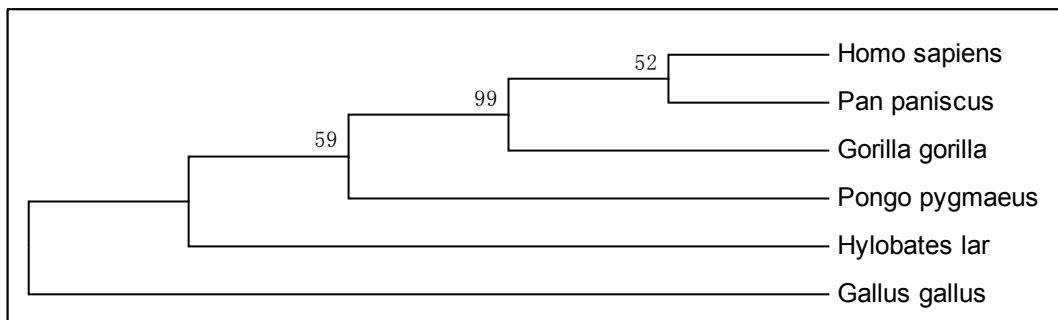 Homo sapiens
52
Pan paniscus
99
Gorilla gorilla
59
Pongo pygmaeus
Hylobates lar
Gallus gallus